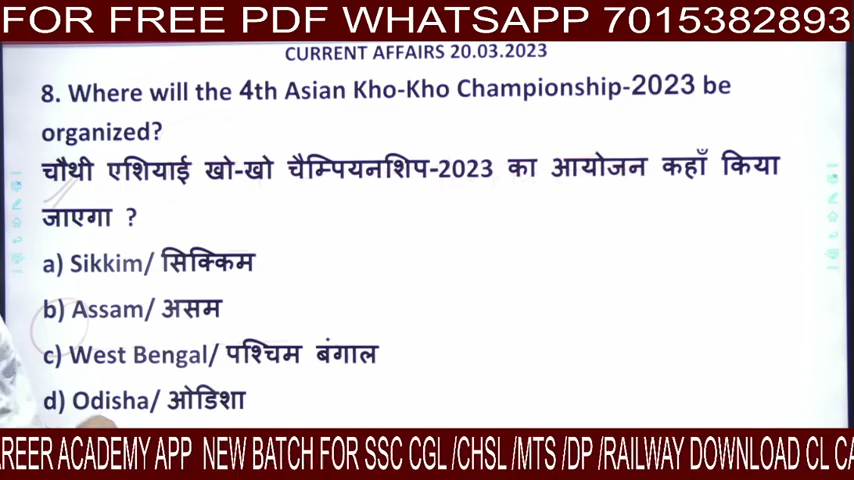 FOR FREE PDF WHATSAPP 7015382893
CURRENT AFFAIRS 20.03.2023
8. Where will the 4th Asian Kho-Kho Championship-2023 be
organized?
चौथी एशियाई खो-खो चैम्पियनशिप-2023 का आयोजन कहाँ किया
जाएगा ?
a) Sikkim/ सिक्किम
b) Assam/ असम
c) West Bengal/ पश्चिम बंगाल
d) Odisha/ ओडिशा
AREER ACADEMY APP NEW BATCH FOR SSC CGL /CHSL /MTS /DP /RAILWAY DOWNLOAD CL CA